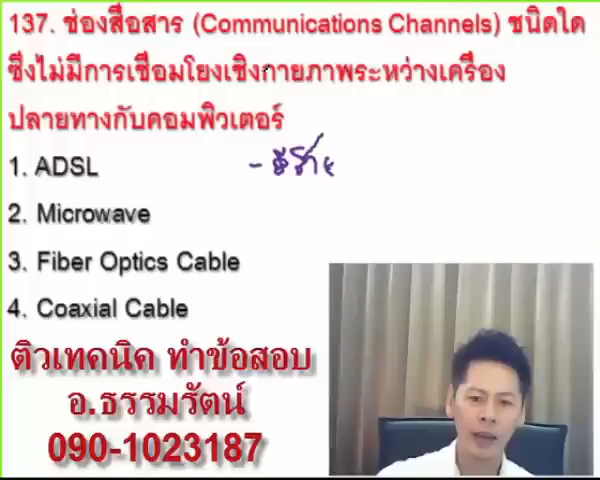 137. ช่องสื่อสาร (Communications Channels) ชนิดใด
ซึ่งไม่มีการเชื่อมโยงเชิงกายภาพระหว่างเครื่อง
ปลายทางกับคอมพิวเตอร์
1. ADSL
2. Microwave
3. Fiber Optics Cable
4. Coaxial Cable
ติวเทคนิค ทำข้อสอบ
อ.ธรรมรัตน์
090-1023187